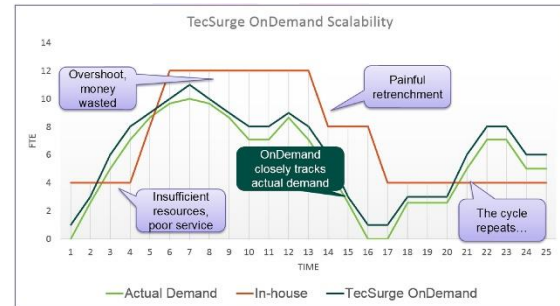 TecSurge OnDemand Scalability
14
12
10
8
6
4
2
0
FTE
Overshoot,
money
wasted
Painful
retrenchment
OnDemand
closely tracks
actual demand
Insufficient
resources,
poor service
The cycle
repeats…
1 2 3 4 5 6 7 8 9 10 11 12 13 14 15 16 17 18 19 20 21 22 23 24 25
TIME
Actual Demand In-house TecSurge OnDemand